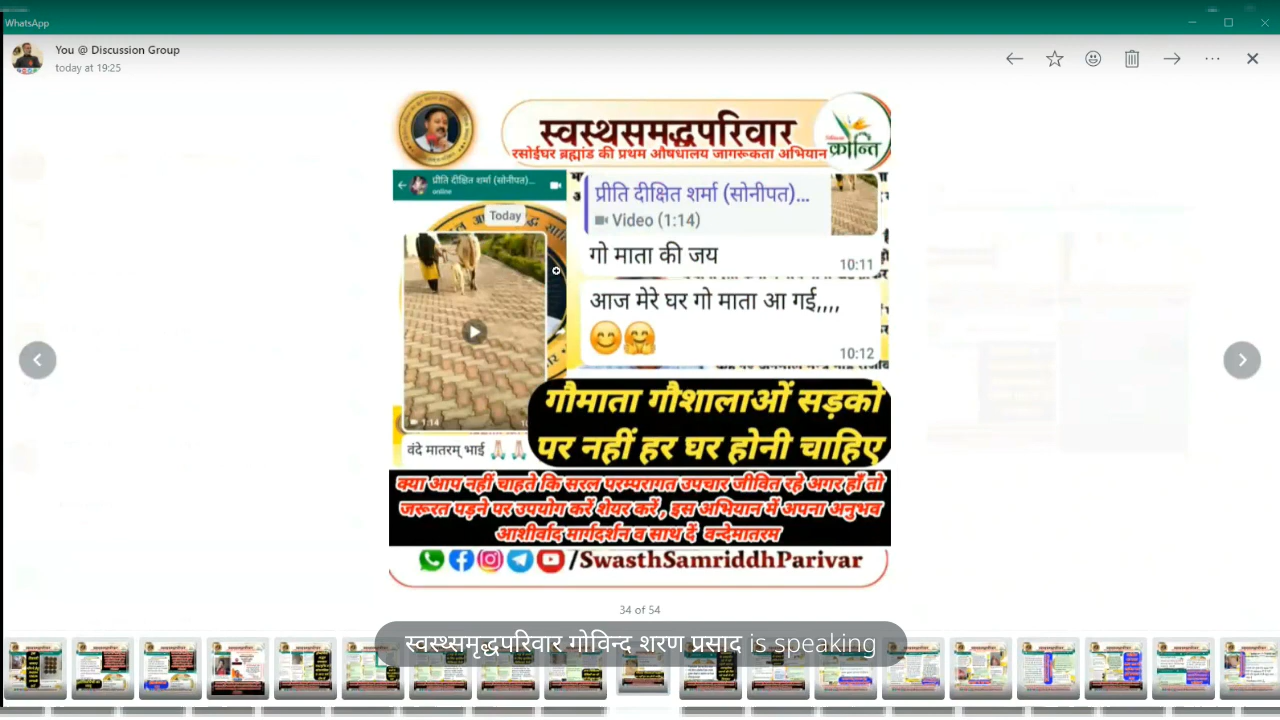 WhatsApp
You @ Discussion Group
today at 19:25
स्वस्थसमृद्धपरिवार
रसोईघर ब्रह्मांड की प्रथम औषधालय जागरूकता अभियान
क्रान्ति
प्रीति दीक्षित शर्मा (सोनीपत)...
online
Today
1:14
वंदे मातरम् भाई 🙏🏻🙏🏻
प्रीति दीक्षित शर्मा (सोनीपत)...
Video (1:14)
गो माता की जय
10:11
आज मेरे घर गो माता आ गई,,,,
😊🤗
10:12
गौमाता गौशालाओं सड़को
पर नहीं हर घर होनी चाहिए
क्या आप नहीं चाहते कि सरल परम्परागत उपचार जीवित रहे अगर हाँ तो
जरूरत पड़ने पर उपयोग करें शेयर करें , इस अभियान में अपना अनुभव
आशीर्वाद मार्गदर्शन व साथ दें वन्देमातरम
/SwasthSamriddhParivar
34 of 54
स्वस्थ्समृद्धपरिवार गोविन्द शरण प्रसाद is speaking